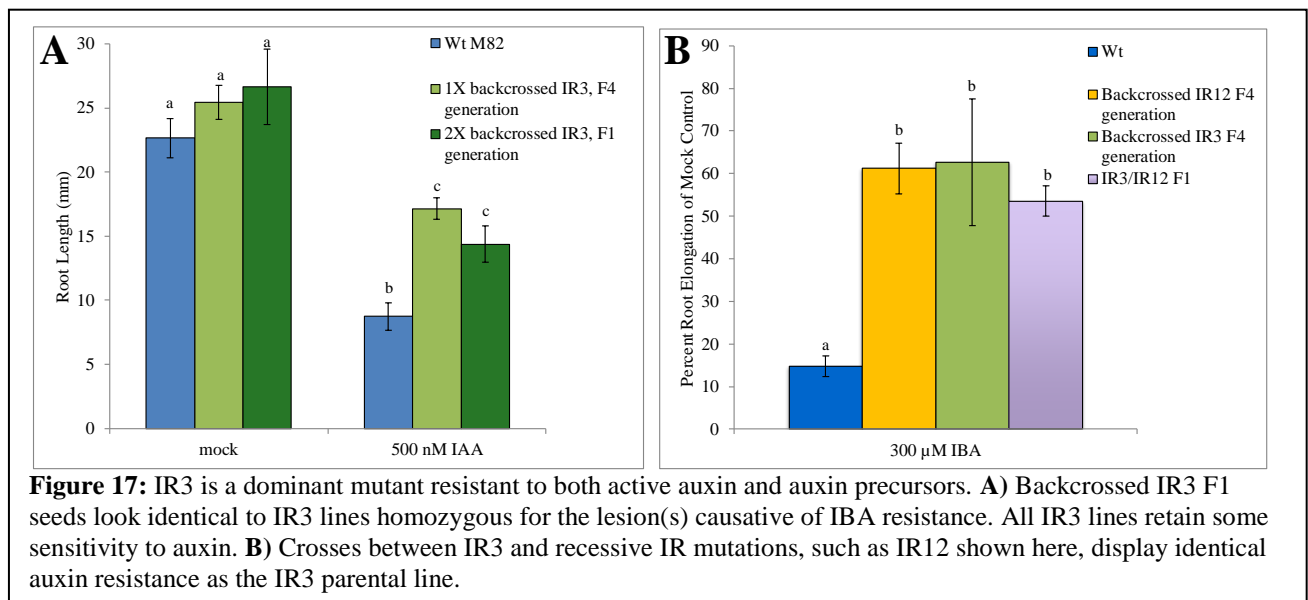 A
Root Length (mm)
30
25
20
15
10
5
0
a
a
a
b
c
c
mock
500 nM IAA
Wt M82
1X backcrossed IR3, F4
generation
2X backcrossed IR3, F1
generation
B
Percent Root Elongation of Mock Control
90
80
70
60
50
40
30
20
10
0
a
b
b
b
300 µM IBA
Wt
Backcrossed IR12 F4
generation
Backcrossed IR3 F4
generation
IR3/IR12 F1
Figure 17: IR3 is a dominant mutant resistant to both active auxin and auxin precursors. A) Backcrossed IR3 F1
seeds look identical to IR3 lines homozygous for the lesion(s) causative of IBA resistance. All IR3 lines retain some
sensitivity to auxin. B) Crosses between IR3 and recessive IR mutations, such as IR12 shown here, display identical
auxin resistance as the IR3 parental line.